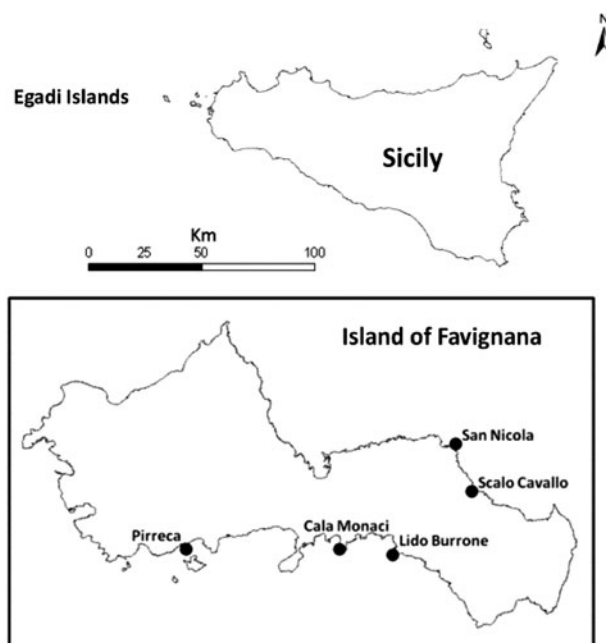 N
Egadi Islands
Sicily
Km
0 25 50 100
Island of Favignana
San Nicola
Scalo Cavallo
Pirreca
Cala Monaci
Lido Burrone